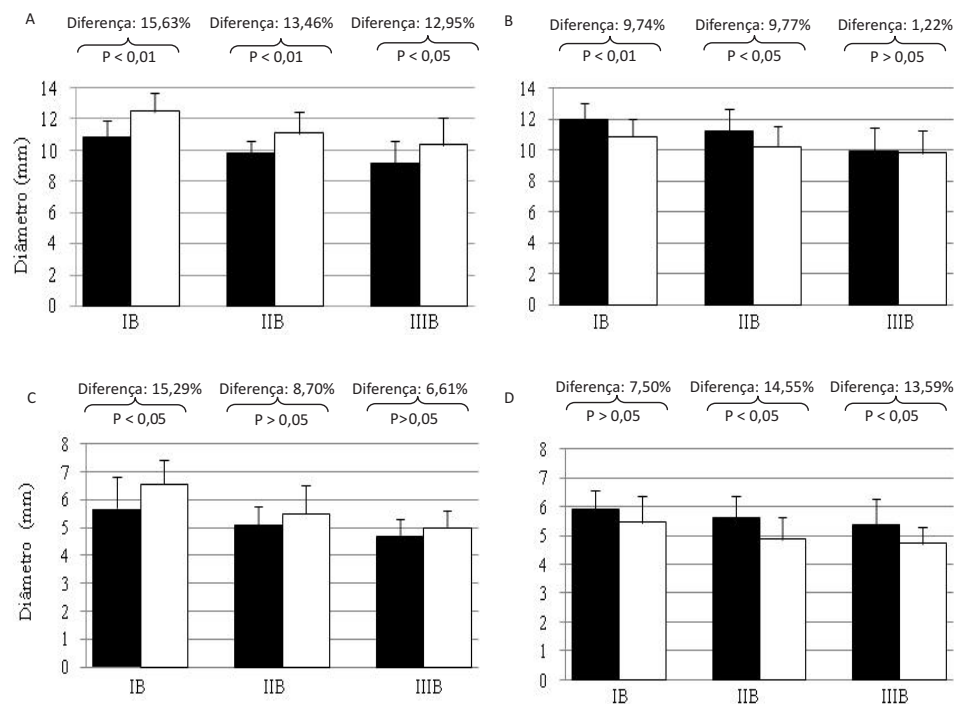 A
Diferença: 15,63% Diferença: 13,46% Diferença: 12,95%
P < 0,01 P < 0,01 P < 0,05
Diâmetro (mm)
14
12
10
8
6
4
2
0
IB IIB IIIB
B
Diferença: 9,74% Diferença: 9,77% Diferença: 1,22%
P < 0,01 P < 0,05 P > 0,05
14
12
10
8
6
4
2
0
IB IIB IIIB
C
Diferença: 15,29% Diferença: 8,70% Diferença: 6,61%
P < 0,05 P > 0,05 P>0,05
Diâmetro (mm)
8
7
6
5
4
3
2
1
0
IB IIB IIIB
D
Diferença: 7,50% Diferença: 14,55% Diferença: 13,59%
P > 0,05 P < 0,05 P < 0,05
8
7
6
5
4
3
2
1
0
IB IIB IIIB